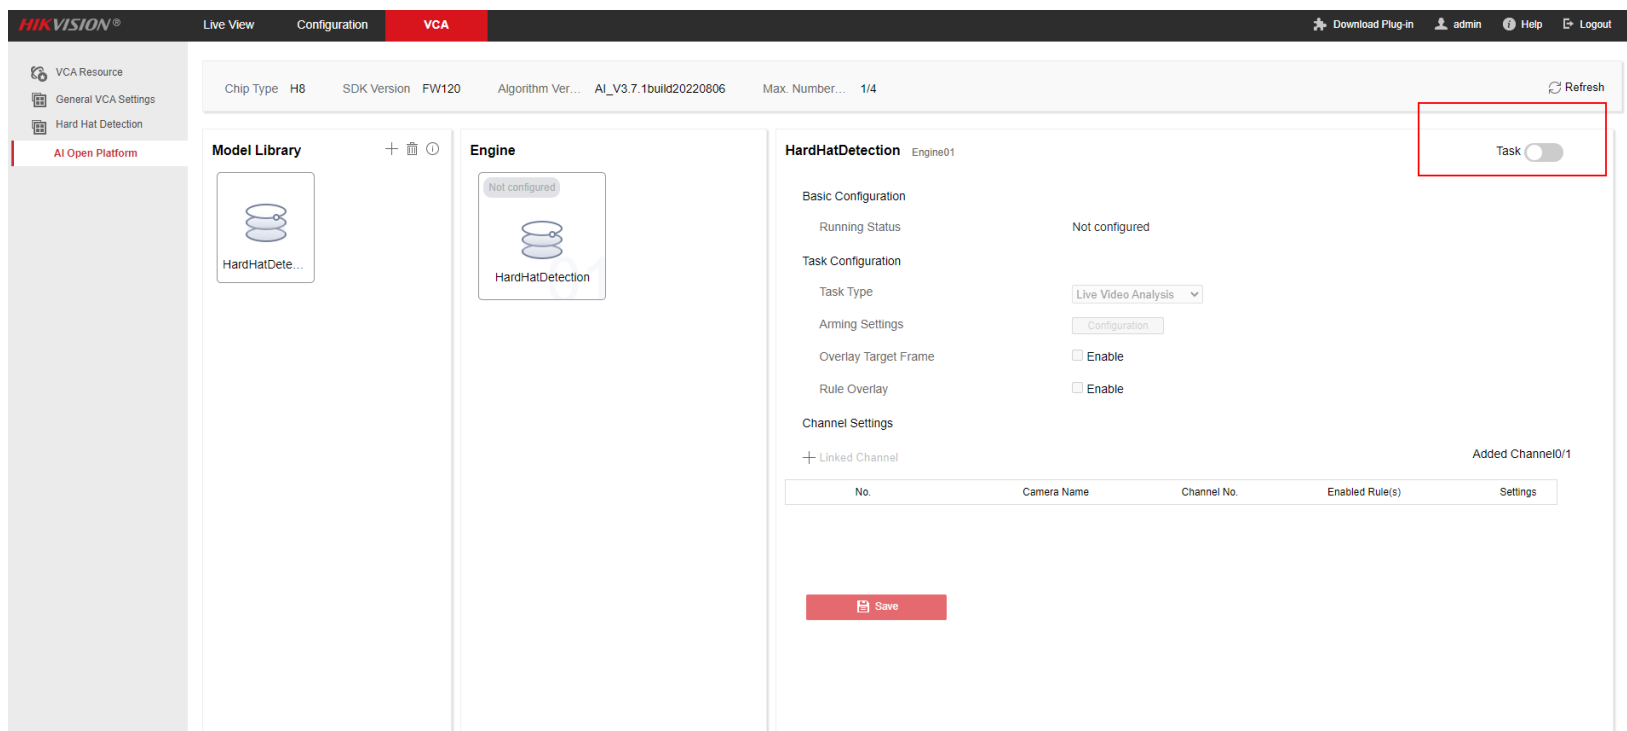 HIKVISION® Live View Configuration VCA Download Plug-in admin Help Logout
VCA Resource
General VCA Settings
Hard Hat Detection
AI Open Platform
Chip Type H8 SDK Version FW120 Algorithm Ver... AI_V3.7.1build20220806 Max. Number... 1/4 Refresh
Model Library
HardHatDete...
Engine
Not configured
01
HardHatDetection
HardHatDetection Engine01 Task
Basic Configuration
Running Status Not configured
Task Configuration
Task Type Live Video Analysis
Arming Settings Configuration
Overlay Target Frame Enable
Rule Overlay Enable
Channel Settings
Linked Channel Added Channel0/1
No. Camera Name Channel No. Enabled Rule(s) Settings
Save